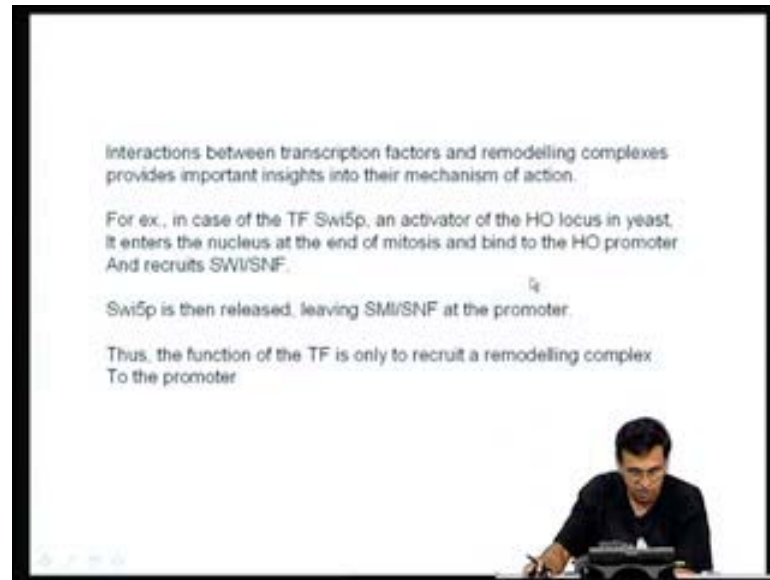 Interactions between transcription factors and remodelling complexes
provides important insights into their mechanism of action.
For ex., in case of the TF Swi5p, an activator of the HO locus in yeast,
It enters the nucleus at the end of mitosis and bind to the HO promoter
And recruits SWI/SNF.
Swi5p is then released, leaving SMI/SNF at the promoter.
Thus, the function of the TF is only to recruit a remodelling complex
To the promoter